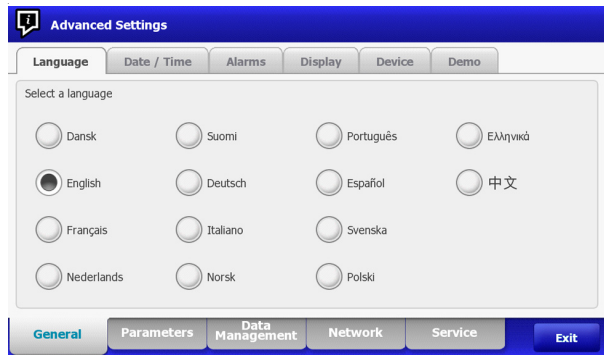 Advanced Settings
Language Date / Time Alarms Display Device Demo
Select a language
Dansk Suomi Português Ελληνικά
English Deutsch Español 中文
Français Italiano Svenska
Nederlands Norsk Polski
General Parameters Data Management Network Service Exit